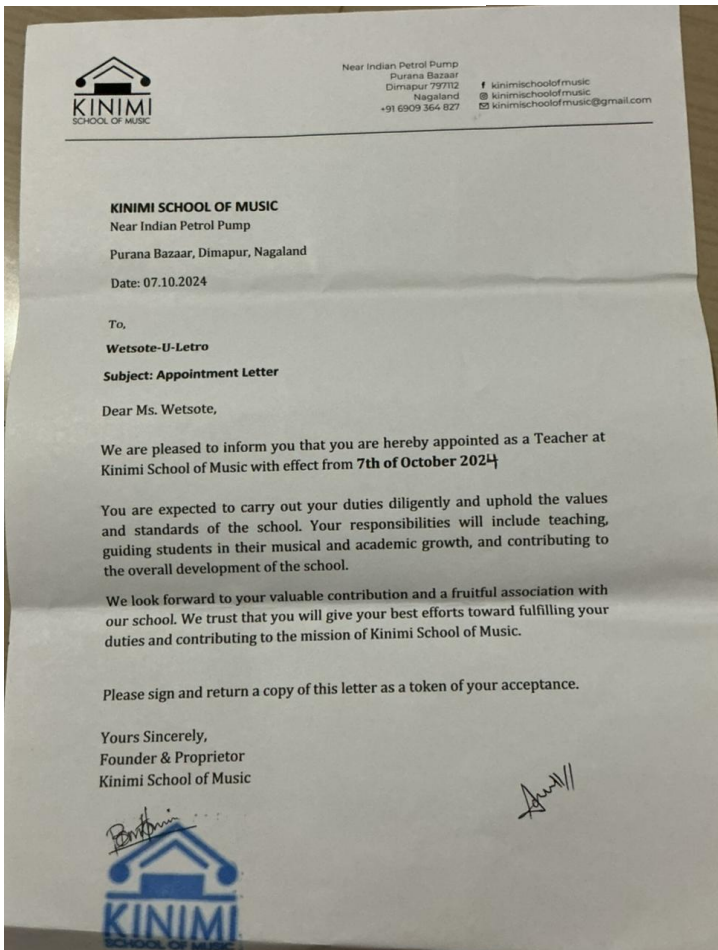 KINIMI
SCHOOL OF MUSIC
Near Indian Petrol Pump
Purana Bazaar
Dimapur 797112
Nagaland
+91 6909 364 827
kinimischoolofmusic
kinimischoolofmusic
kinimischoolofmusic@gmail.com
KINIMI SCHOOL OF MUSIC
Near Indian Petrol Pump
Purana Bazaar, Dimapur, Nagaland
Date: 07.10.2024
To,
Wetsote-U-Letro
Subject: Appointment Letter
Dear Ms. Wetsote,
We are pleased to inform you that you are hereby appointed as a Teacher at
Kinimi School of Music with effect from 7th of October 2024
You are expected to carry out your duties diligently and uphold the values
and standards of the school. Your responsibilities will include teaching,
guiding students in their musical and academic growth, and contributing to
the overall development of the school.
We look forward to your valuable contribution and a fruitful association with
our school. We trust that you will give your best efforts toward fulfilling your
duties and contributing to the mission of Kinimi School of Music.
Please sign and return a copy of this letter as a token of your acceptance.
Yours Sincerely,
Founder & Proprietor
Kinimi School of Music
KINIMI
SCHOOL OF MUSIC